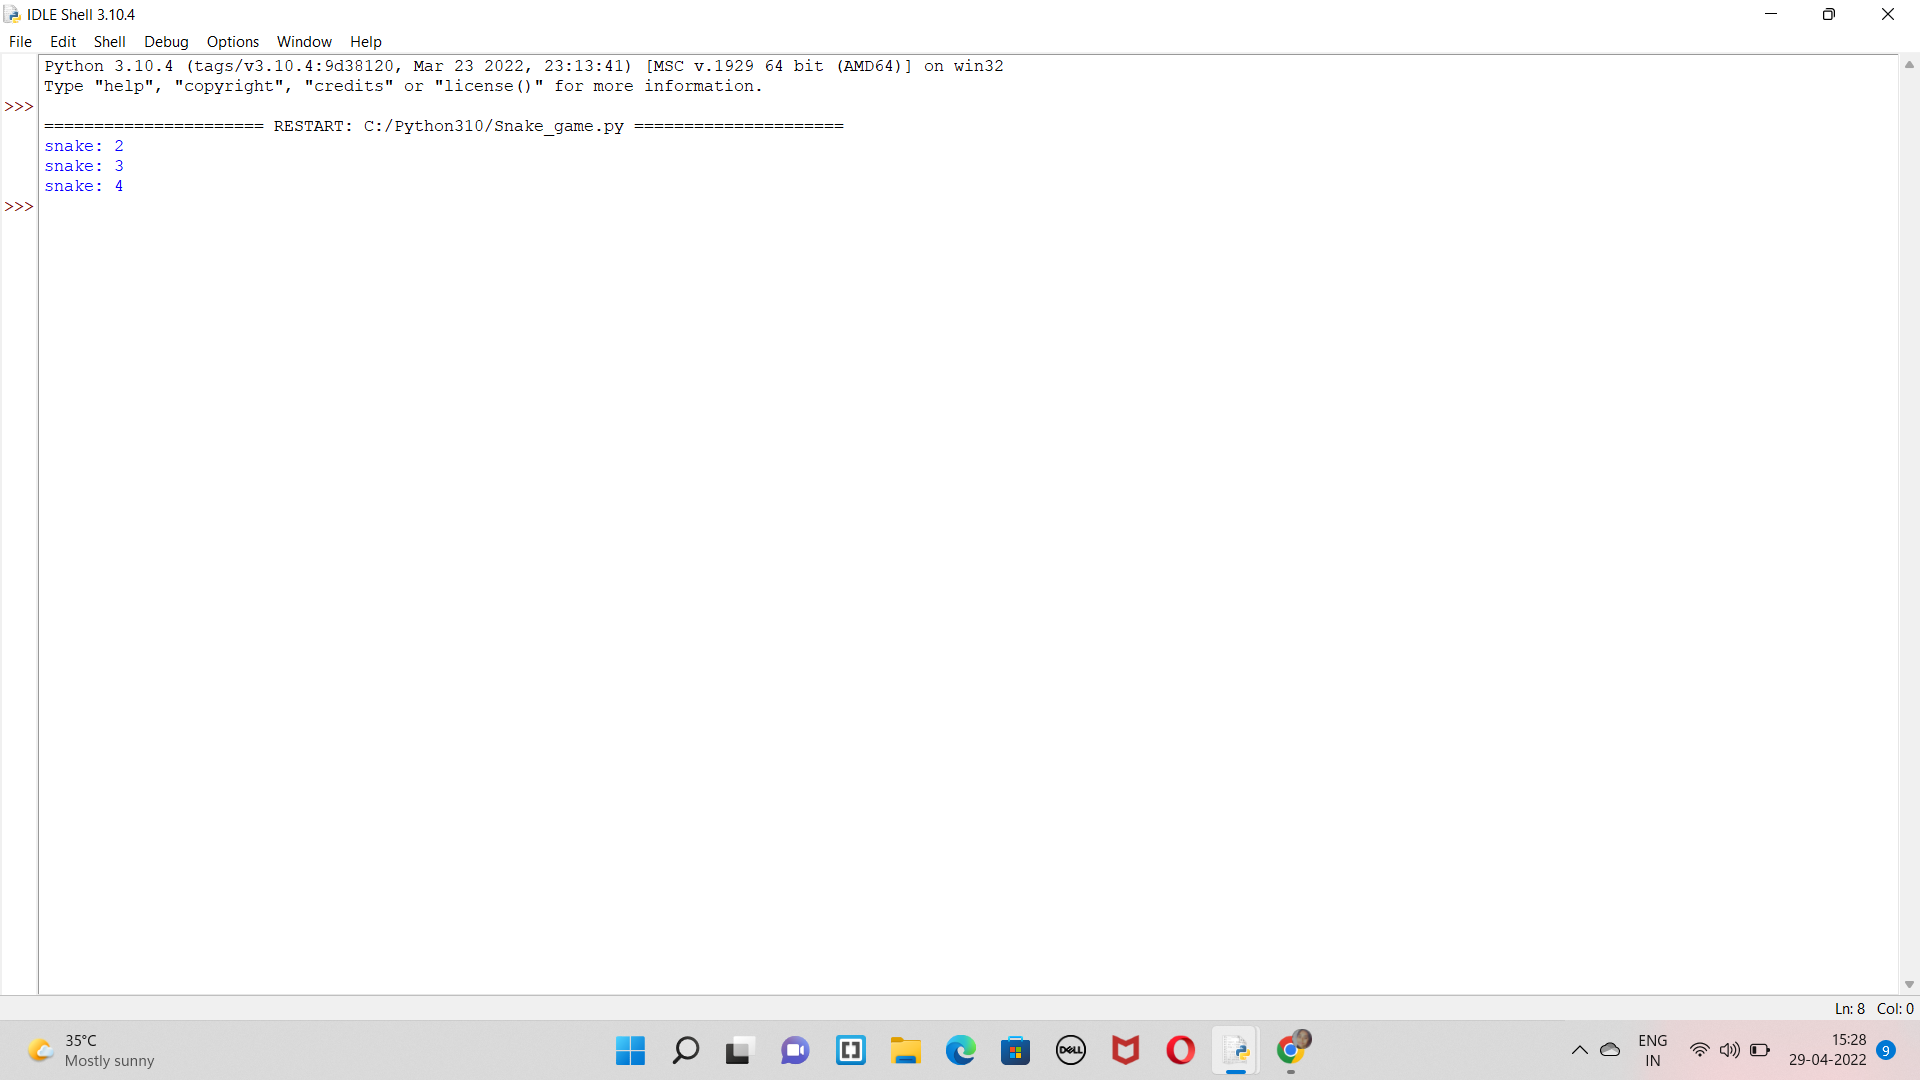 IDLE Shell 3.10.4
File Edit Shell Debug Options Window Help
Python 3.10.4 (tags/v3.10.4:9d38120, Mar 23 2022, 23:13:41) [MSC v.1929 64 bit (AMD64)] on win32
Type "help", "copyright", "credits" or "license()" for more information.
>>>
====================== RESTART: C:/Python310/Snake_game.py =====================
snake: 2
snake: 3
snake: 4
>>>
Ln: 8 Col: 0
35°C
Mostly sunny
DELL
ENG
IN
15:28
29-04-2022
9